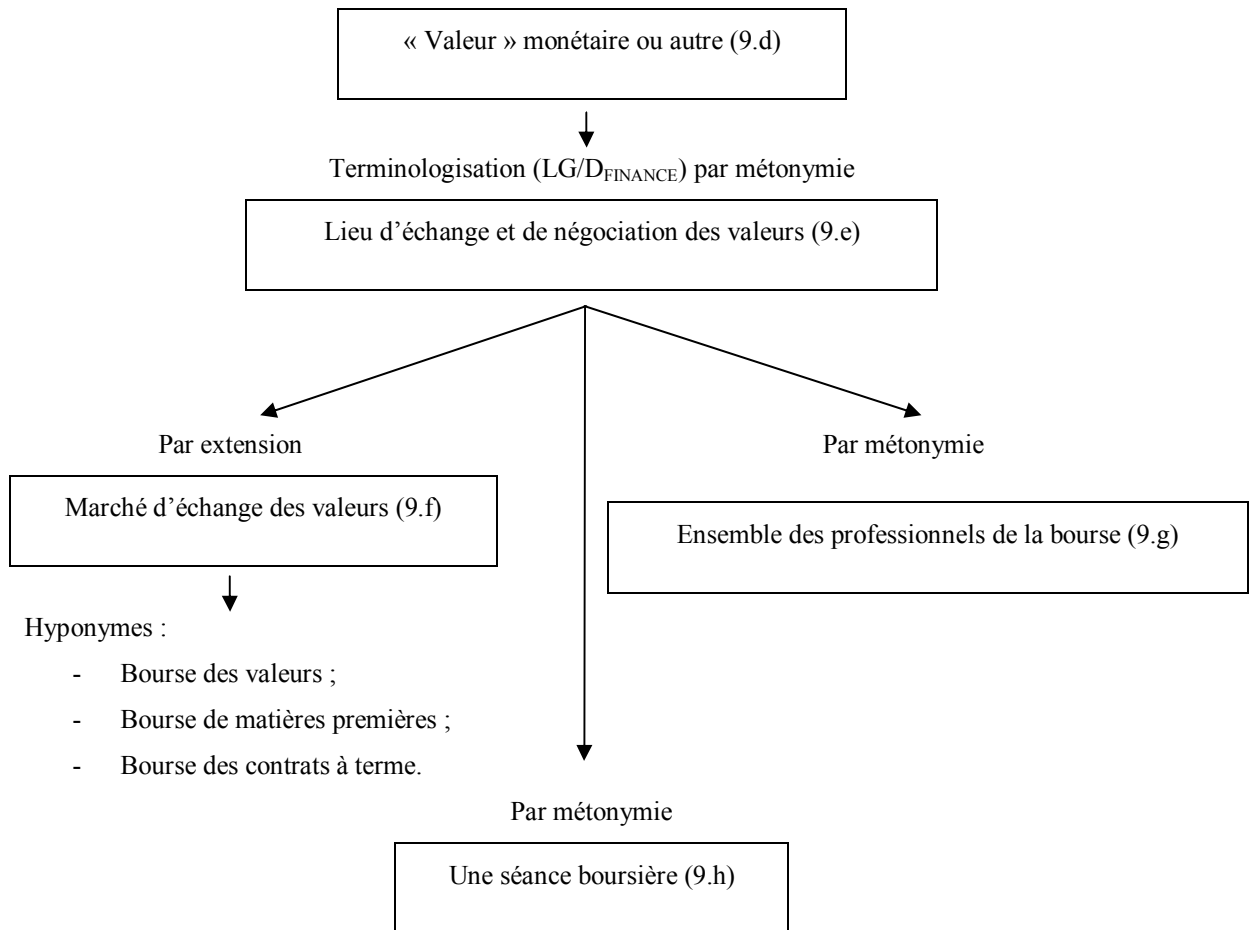 « Valeur » monétaire ou autre (9.d)
Terminologisation (LG/DFINANCE) par métonymie
Lieu d’échange et de négociation des valeurs (9.e)
Par extension
Par métonymie
Marché d’échange des valeurs (9.f)
Ensemble des professionnels de la bourse (9.g)
Hyponymes :
- Bourse des valeurs ;
- Bourse de matières premières ;
- Bourse des contrats à terme.
Par métonymie
Une séance boursière (9.h)